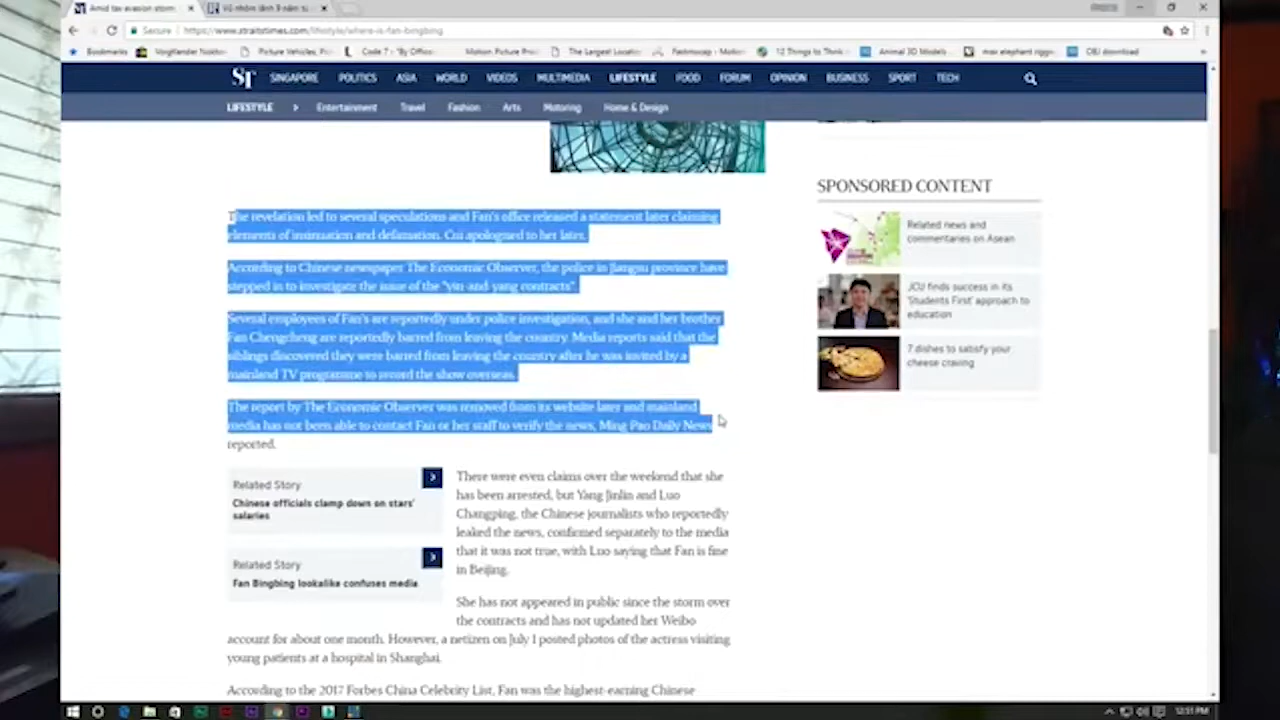 Amid tax evasion storm
Vũ nhôm lãnh 9 năm tù
Secure | https://www.straitstimes.com/lifestyle/where-is-fan-bingbing
Bookmarks Voigtlander Nokton Picture Vehicles, Pic Code 7 - "By Office Motion Picture Pro The Largest Locatio Fastmocap - Motion 12 Things to Think Animal 3D Models max elephant riggin OBJ download
ST SINGAPORE POLITICS ASIA WORLD VIDEOS MULTIMEDIA LIFESTYLE FOOD FORUM OPINION BUSINESS SPORT TECH
LIFESTYLE > Entertainment Travel Fashion Arts Motoring Home & Design
The revelation led to several speculations and Fan's office released a statement later claiming
elements of insinuation and defamation. Cui apologised to her later.
According to Chinese newspaper The Economic Observer, the police in Jiangsu province have
stepped in to investigate the issue of the "yin-and-yang contracts".
Several employees of Fan's are reportedly under police investigation, and she and her brother
Fan Chengcheng are reportedly barred from leaving the country. Media reports said that the
siblings discovered they were barred from leaving the country after he was invited by a
mainland TV programme to record the show overseas.
The report by The Economic Observer was removed from its website later and mainland
media has not been able to contact Fan or her staff to verify the news, Ming Pao Daily News
reported.
Related Story
Chinese officials clamp down on stars'
salaries
Related Story
Fan Bingbing lookalike confuses media
There were even claims over the weekend that she
has been arrested, but Yang Jinlin and Luo
Changping, the Chinese journalists who reportedly
leaked the news, confirmed separately to the media
that it was not true, with Luo saying that Fan is fine
in Beijing.
She has not appeared in public since the storm over
the contracts and has not updated her Weibo
account for about one month. However, a netizen on July 1 posted photos of the actress visiting
young patients at a hospital in Shanghai.
According to the 2017 Forbes China Celebrity List, Fan was the highest-earning Chinese
SPONSORED CONTENT
Related news and
commentaries on Asean
JCU finds success in its
'Students First' approach to
education
7 dishes to satisfy your
cheese craving
12:51 PM